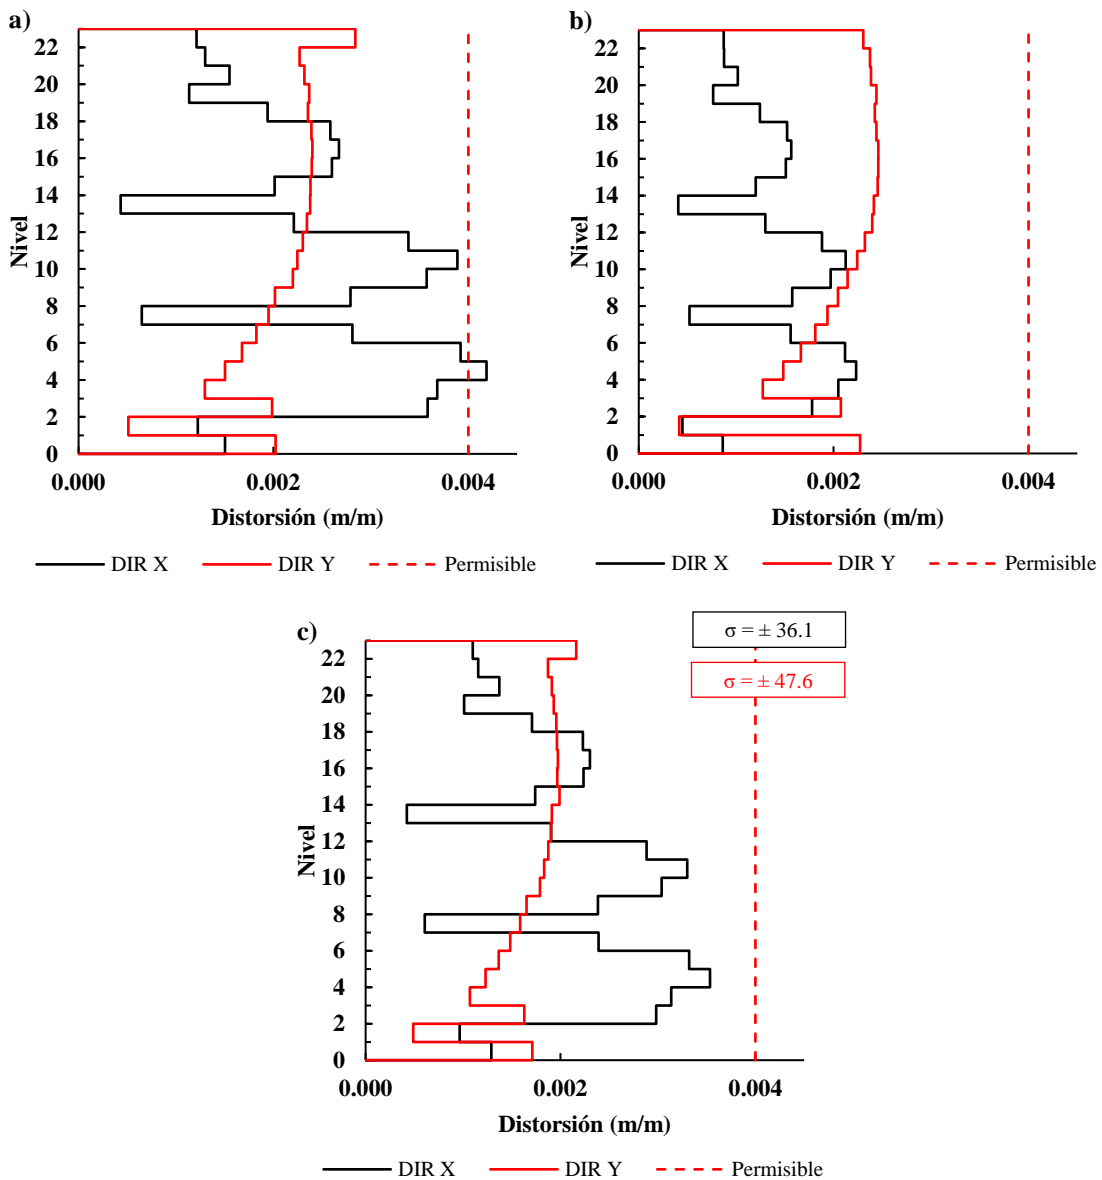 a)
22
20
18
16
14
12
10
8
6
4
2
0
Nivel
0.000 0.002 0.004
Distorsión (m/m)
DIR X DIR Y Permisible
b)
22
20
18
16
14
12
10
8
6
4
2
0
Nivel
0.000 0.002 0.004
Distorsión (m/m)
DIR X DIR Y Permisible
c)
σ = ± 36.1
σ = ± 47.6
22
20
18
16
14
12
10
8
6
4
2
0
Nivel
0.000 0.002 0.004
Distorsión (m/m)
DIR X DIR Y Permisible